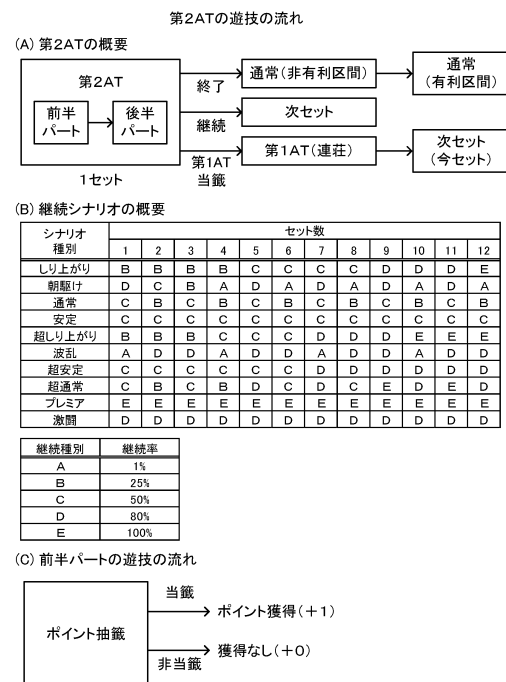 第2ATの遊技の流れ
(A) 第2ATの概要
第2AT
前半
パート
後半
パート
1セット
終了
通常(非有利区間)
通常
(有利区間)
継続
次セット
第1AT
当籤
第1AT(連荘)
次セット
(今セット)
(B) 継続シナリオの概要
シナリオ
種別
セット数
1 2 3 4 5 6 7 8 9 10 11 12
しり上がり B B B B C C C C D D D E
朝駆け D C B A D A D A D A D A
通常 C B C B C B C B C B C B
安定 C C C C C C C C C C C C
超しり上がり B B B C C C D D D E E E
波乱 A D D A D D A D D A D D
超安定 C C C C C C D D D D D D
超通常 C B C B D C D C E D E D
プレミア E E E E E E E E E E E E
激闘 D D D D D D D D D D D D
継続種別 継続率
A 1%
B 25%
C 50%
D 80%
E 100%
(C) 前半パートの遊技の流れ
ポイント抽籤
当籤
ポイント獲得(+1)
非当籤
獲得なし(+0)